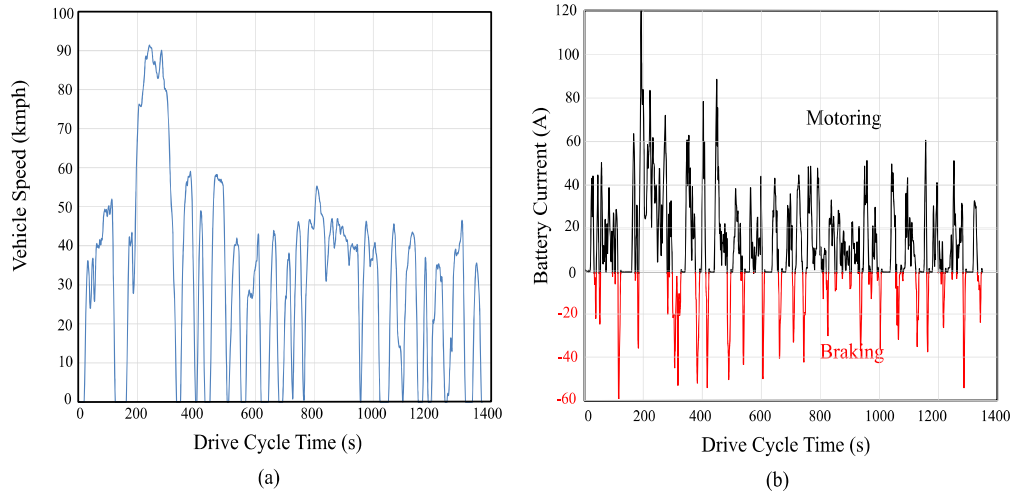 100
90
80
70
60
50
40
30
20
10
0
Vehicle Speed (kmph)
0 200 400 600 800 1000 1200 1400
Drive Cycle Time (s)
(a)
120
100
80
60
40
20
0
-20
-40
-60
Battery Currrent (A)
Motoring
Braking
0 200 400 600 800 1000 1200 1400
Drive Cycle Time (s)
(b)